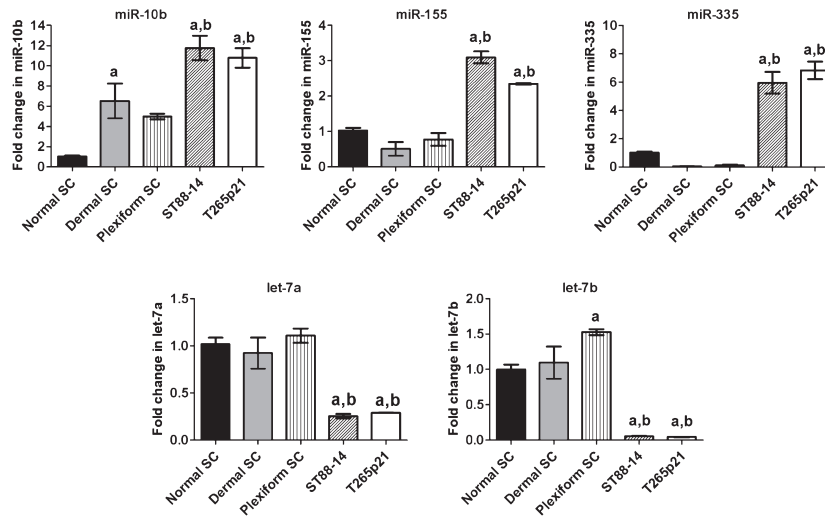 miR-10b
Fold change in miR-10b
14
12
10
8
6
4
2
0
a
a,b
a,b
Normal SC
Dermal SC
Plexiform SC
ST88-14
T265p21
miR-155
Fold change in miR-155
4
3
2
1
0
a,b
a,b
Normal SC
Dermal SC
Plexiform SC
ST88-14
T265p21
miR-335
Fold change in miR-335
10
8
6
4
2
0
a,b
a,b
Normal SC
Dermal SC
Plexiform SC
ST88-14
T265p21
let-7a
Fold change in let-7a
1.5
1.0
0.5
0.0
a,b
a,b
Normal SC
Dermal SC
Plexiform SC
ST88-14
T265p21
let-7b
Fold change in let-7b
2.0
1.5
1.0
0.5
0.0
a
a,b
a,b
Normal SC
Dermal SC
Plexiform SC
ST88-14
T265p21